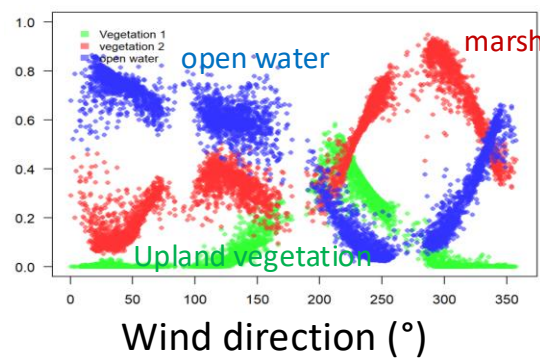 1.0
0.8
0.6
0.4
0.2
0.0
Vegetation 1
vegetation 2
open water
open water
marsh
Upland vegetation
0 50 100 150 200 250 300 350
Wind direction (°)